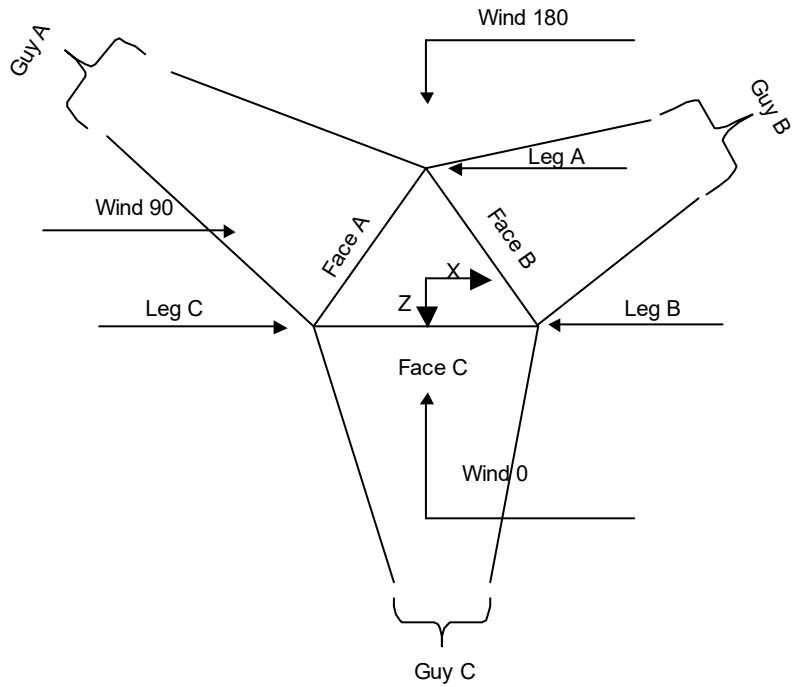 Wind 180
Guy A
Guy B
Leg A
Wind 90
Face A
Face B
X
Z
Leg C
Leg B
Face C
Wind 0
Guy C